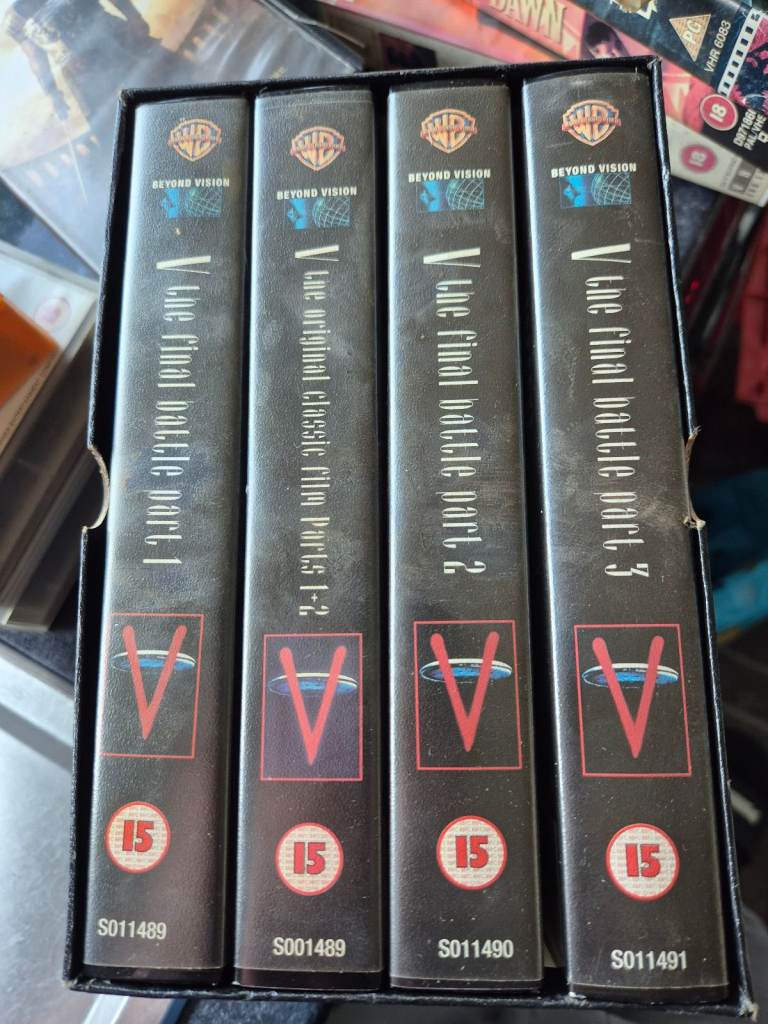 DAWN
PG
VHR 6083
18
18
WB
BEYOND VISION
V the final battle part 1
V
15
S011489
WB
BEYOND VISION
V the original classic film Parts 1+2
V
15
S001489
WB
BEYOND VISION
V the final battle part 2
V
15
S011490
WB
BEYOND VISION
V the final battle part 3
V
15
S011491